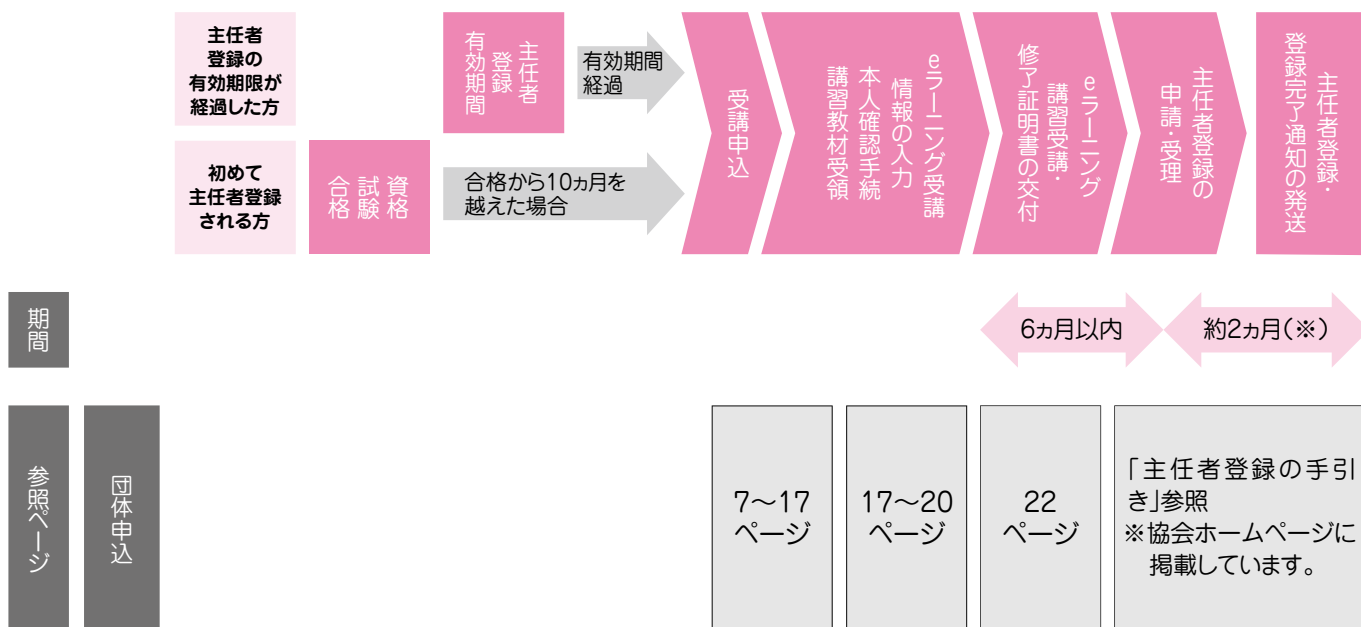 主任者
登録の
有効期限が
経過した方
主任者
登録
有効期間
有効期間
経過
初めて
主任者登録
される方
資格
試験
合格
合格から10ヵ月を
越えた場合
受講申込
eラーニング受講
情報の入力
本人確認手続
講習教材受領
eラーニング
講習受講・
修了証明書の交付
主任者登録の
申請・受理
主任者登録・
登録完了通知の発送
期間
6ヵ月以内
約2ヵ月(※)
参照ページ
団体申込
7〜17
ページ
17〜20
ページ
22
ページ
「主任者登録の手引
き」参照
※協会ホームページに
掲載しています。